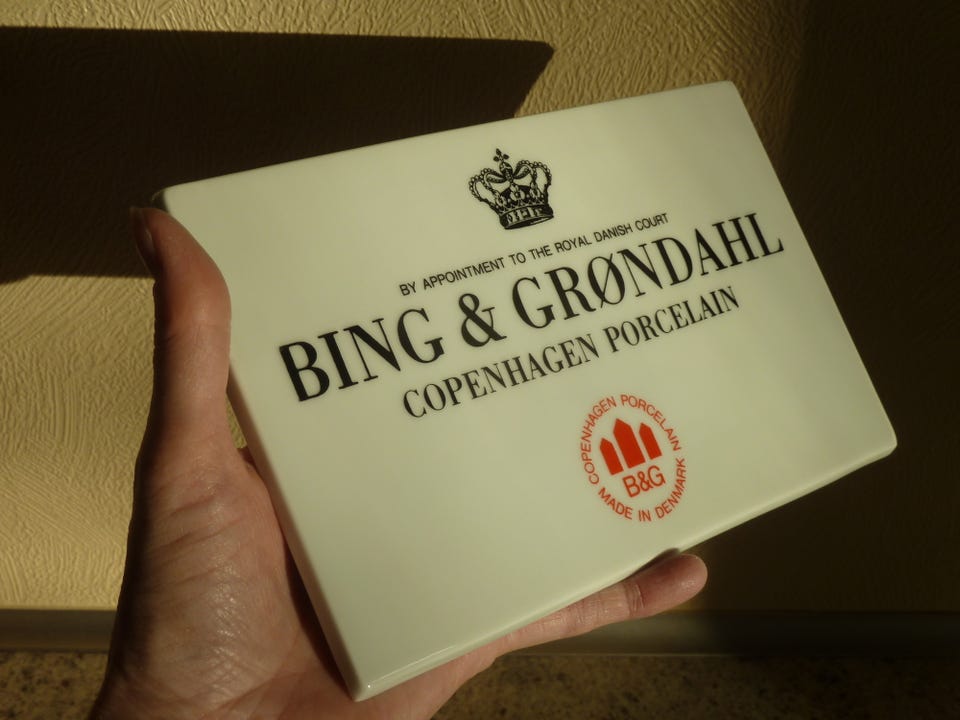 BY APPOINTMENT TO THE ROYAL DANISH COURT
BING & GRØNDAHL
COPENHAGEN PORCELAIN
COPENHAGEN PORCELAIN
B&G
MADE IN DENMARK